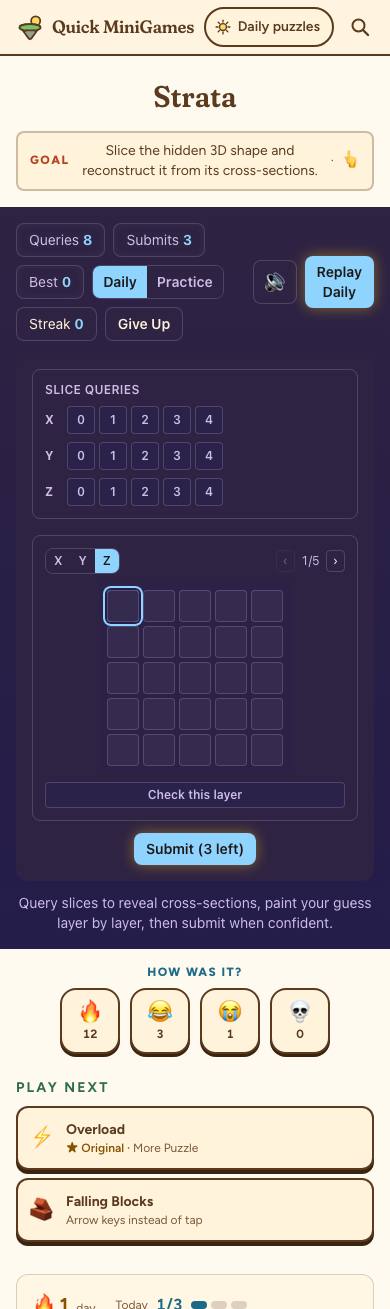 Quick MiniGames
Daily puzzles
Strata
GOAL
Slice the hidden 3D shape and
reconstruct it from its cross-sections.
·
Queries 8
Submits 3
Best 0
Daily
Practice
Streak 0
Give Up
Replay
Daily
SLICE QUERIES
X 0 1 2 3 4
Y 0 1 2 3 4
Z 0 1 2 3 4
X Y Z
‹ 1/5 ›
Check this layer
Submit (3 left)
Query slices to reveal cross-sections, paint your guess
layer by layer, then submit when confident.
HOW WAS IT?
12
3
1
0
PLAY NEXT
Overload
★ Original · More Puzzle
Falling Blocks
Arrow keys instead of tap
1 day
Today 1/3